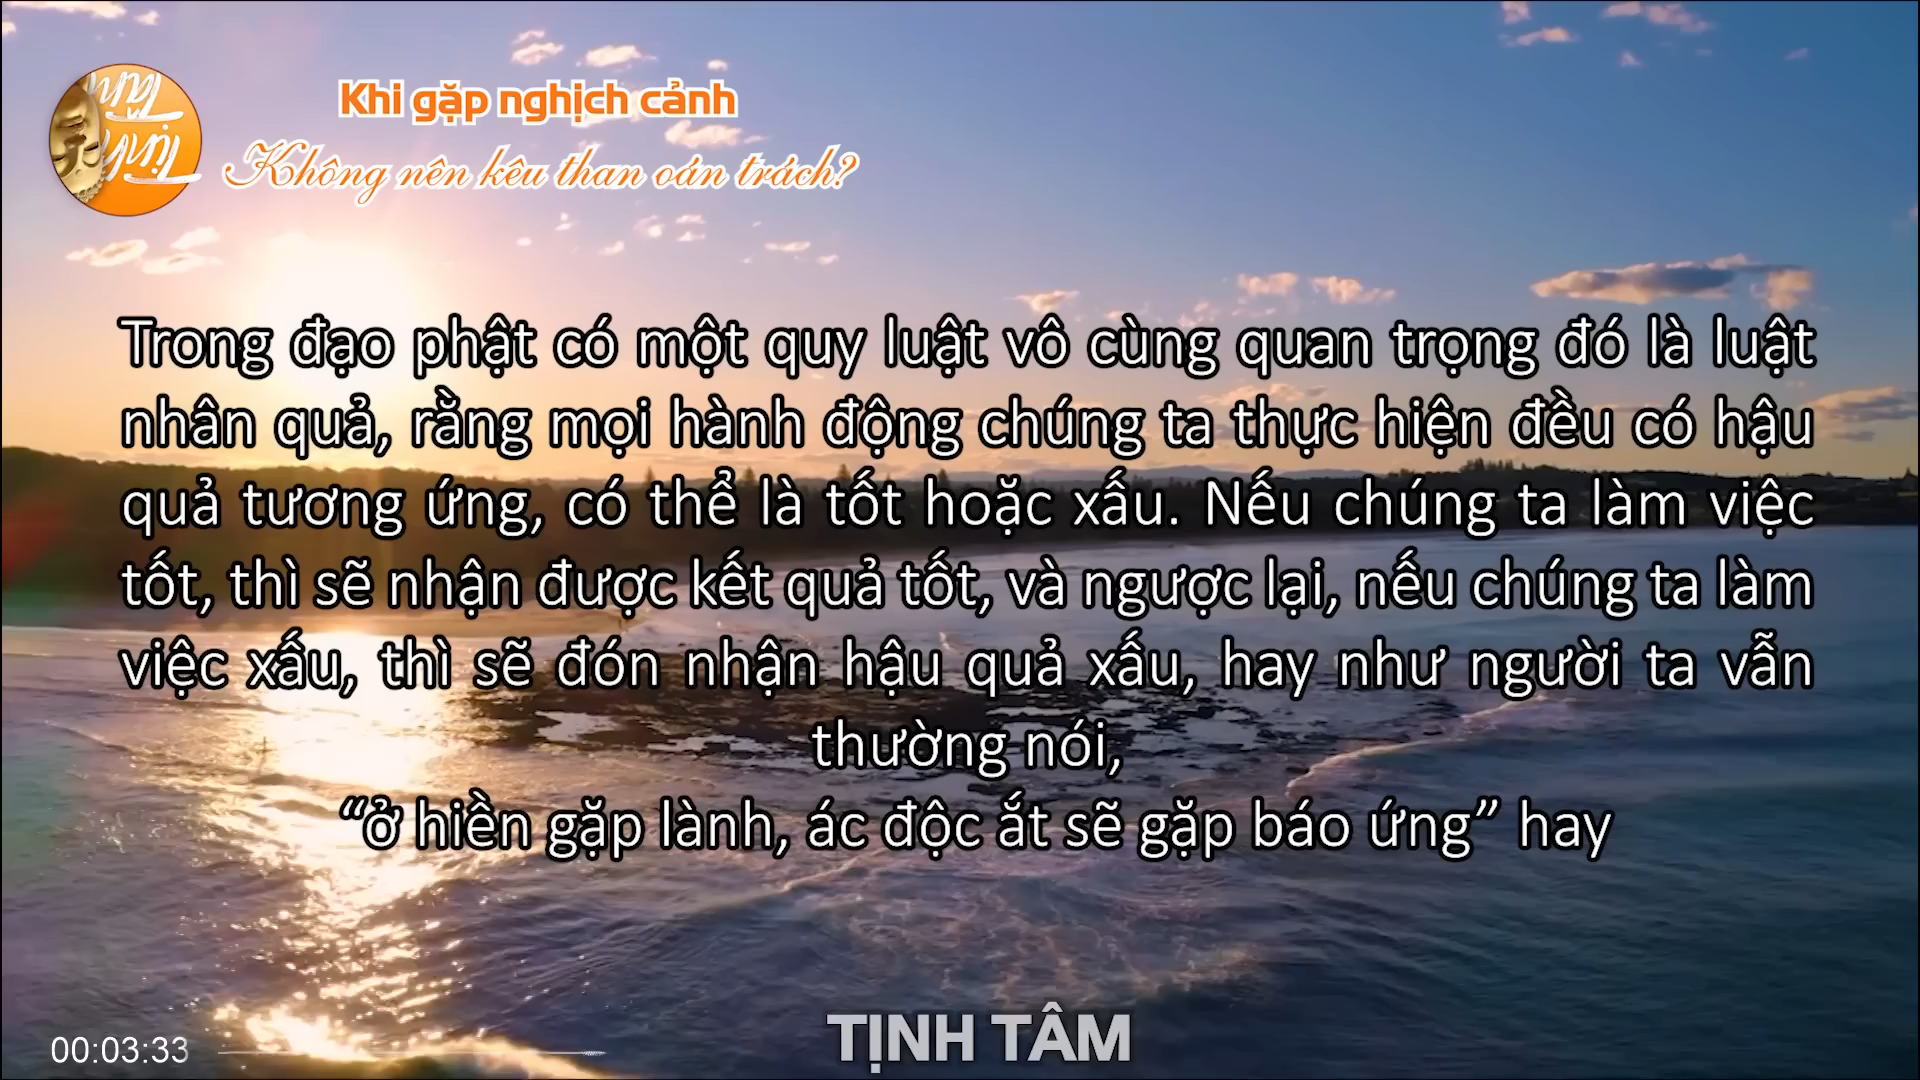 Khi gặp nghịch cảnh
Không nên kêu than oán trách?
Trong đạo phật có một quy luật vô cùng quan trọng đó là luật
nhân quả, rằng mọi hành động chúng ta thực hiện đều có hậu
quả tương ứng, có thể là tốt hoặc xấu. Nếu chúng ta làm việc
tốt, thì sẽ nhận được kết quả tốt, và ngược lại, nếu chúng ta làm
việc xấu, thì sẽ đón nhận hậu quả xấu, hay như người ta vẫn
thường nói,
“ở hiền gặp lành, ác độc ắt sẽ gặp báo ứng” hay
TỊNH TÂM
00:03:33